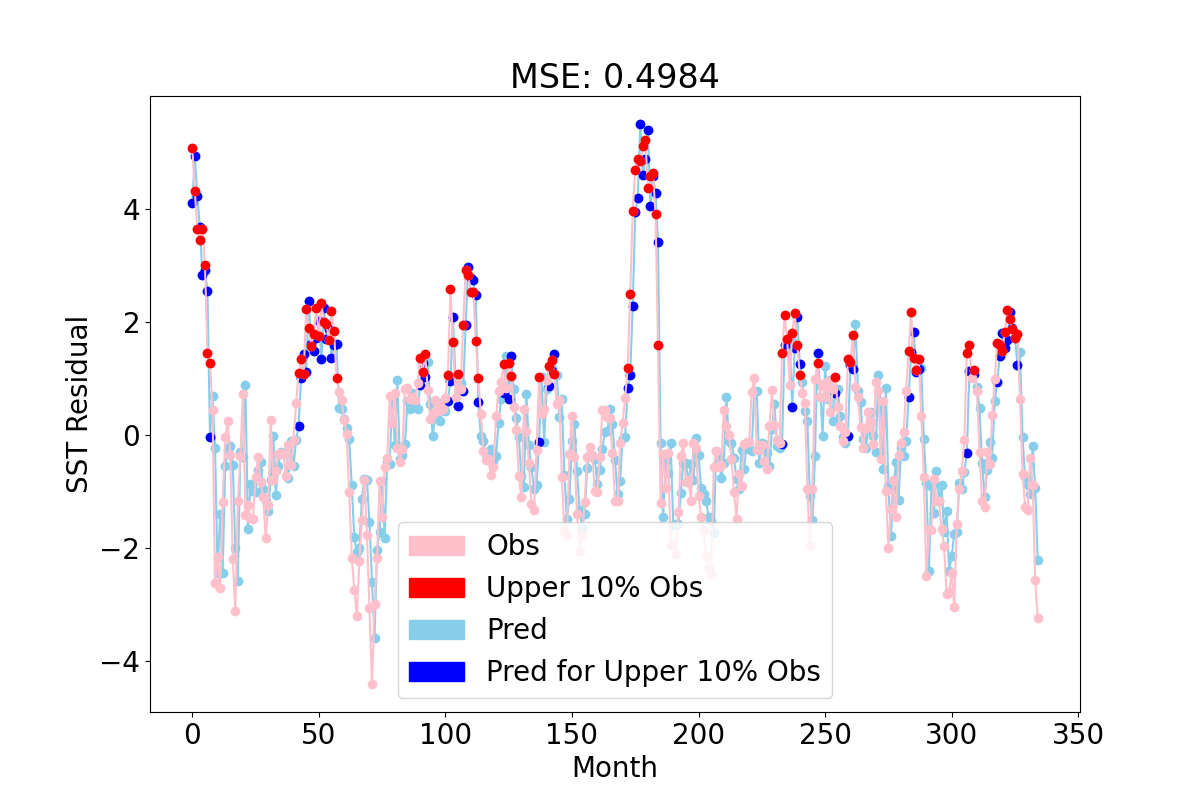 MSE: 0.4984
SST Residual
4
2
0
−2
−4
Obs
Upper 10% Obs
Pred
Pred for Upper 10% Obs
0 50 100 150 200 250 300 350
Month